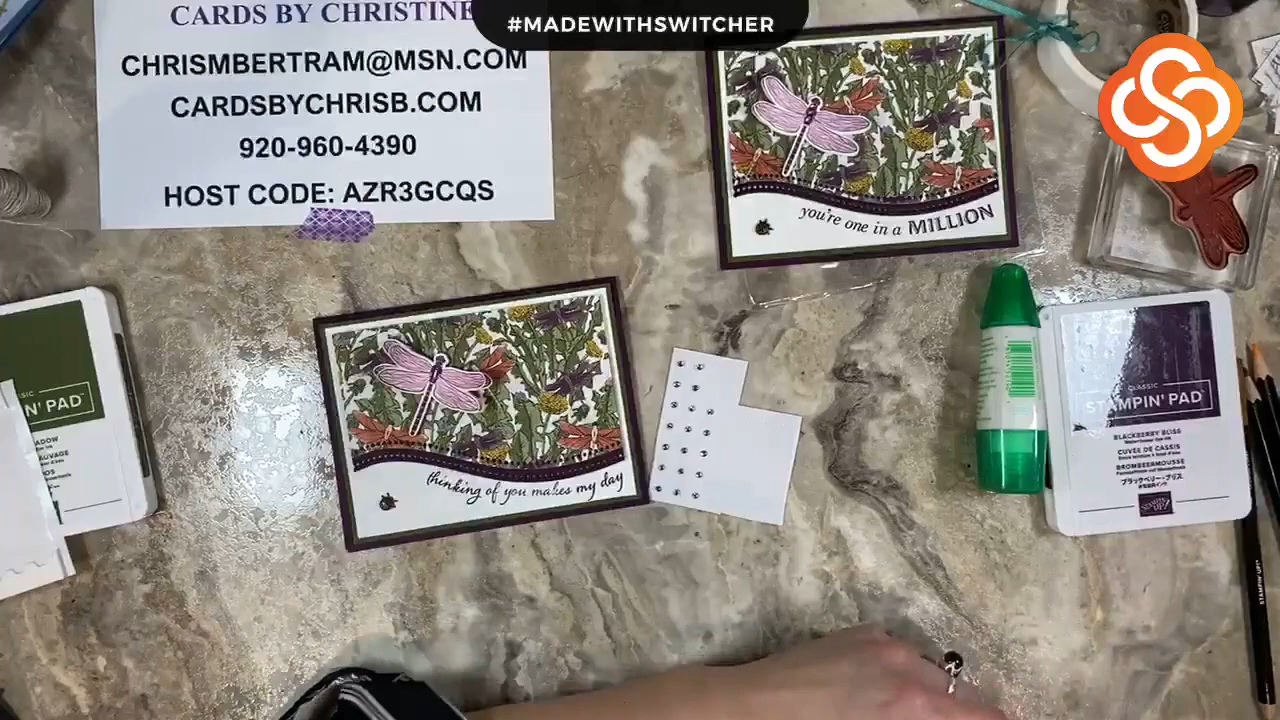 #MADEWITHSWITCHER
CARDS BY CHRISTINE
CHRISMBERTRAM@MSN.COM
CARDSBYCHRISB.COM
920-960-4390
HOST CODE: AZR3GCQS
you're one in a MILLION
thinking of you makes my day
N' PAD
CLASSIC
STAMPIN' PAD
BLACKBERRY BLISS
CUVÉE DE CASSIS
BROMBEERMOUSSE
ブラックベリー・ブリス
STAMPIN' UP!